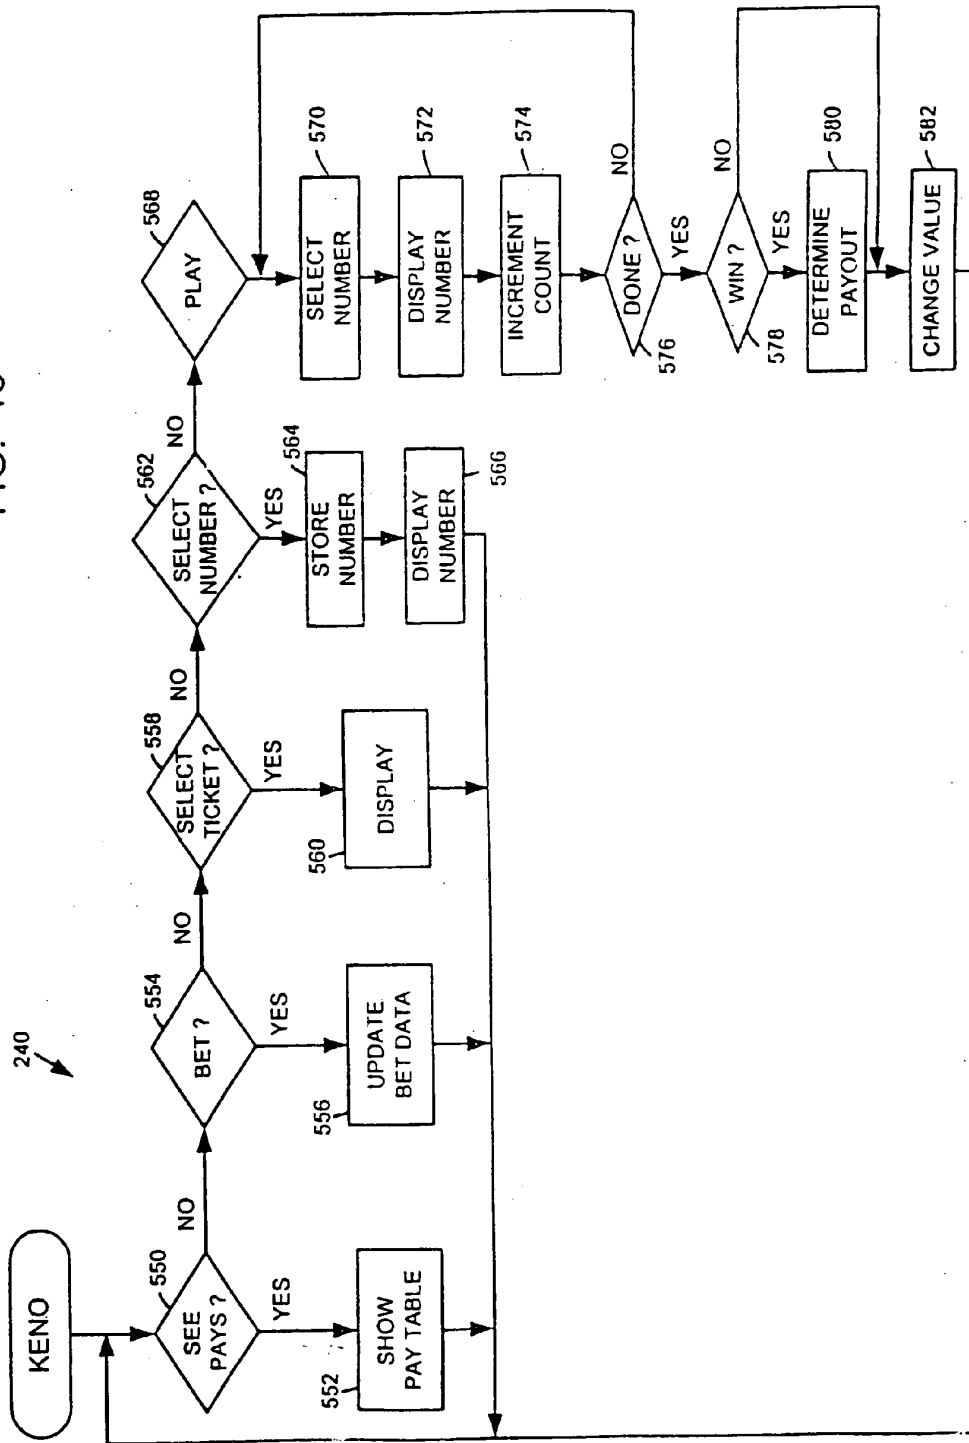 240
KENO
SEE
PAYS ?
550
NO
YES
552
SHOW
PAY TABLE
BET ?
554
NO
YES
556
UPDATE
BET DATA
SELECT
TICKET ?
558
NO
YES
560
DISPLAY
SELECT
NUMBER ?
562
NO
YES
564
STORE
NUMBER
566
DISPLAY
NUMBER
PLAY
568
570
SELECT
NUMBER
572
DISPLAY
NUMBER
574
INCREMENT
COUNT
DONE ?
576
NO
YES
WIN ?
578
NO
YES
580
DETERMINE
PAYOUT
582
CHANGE VALUE